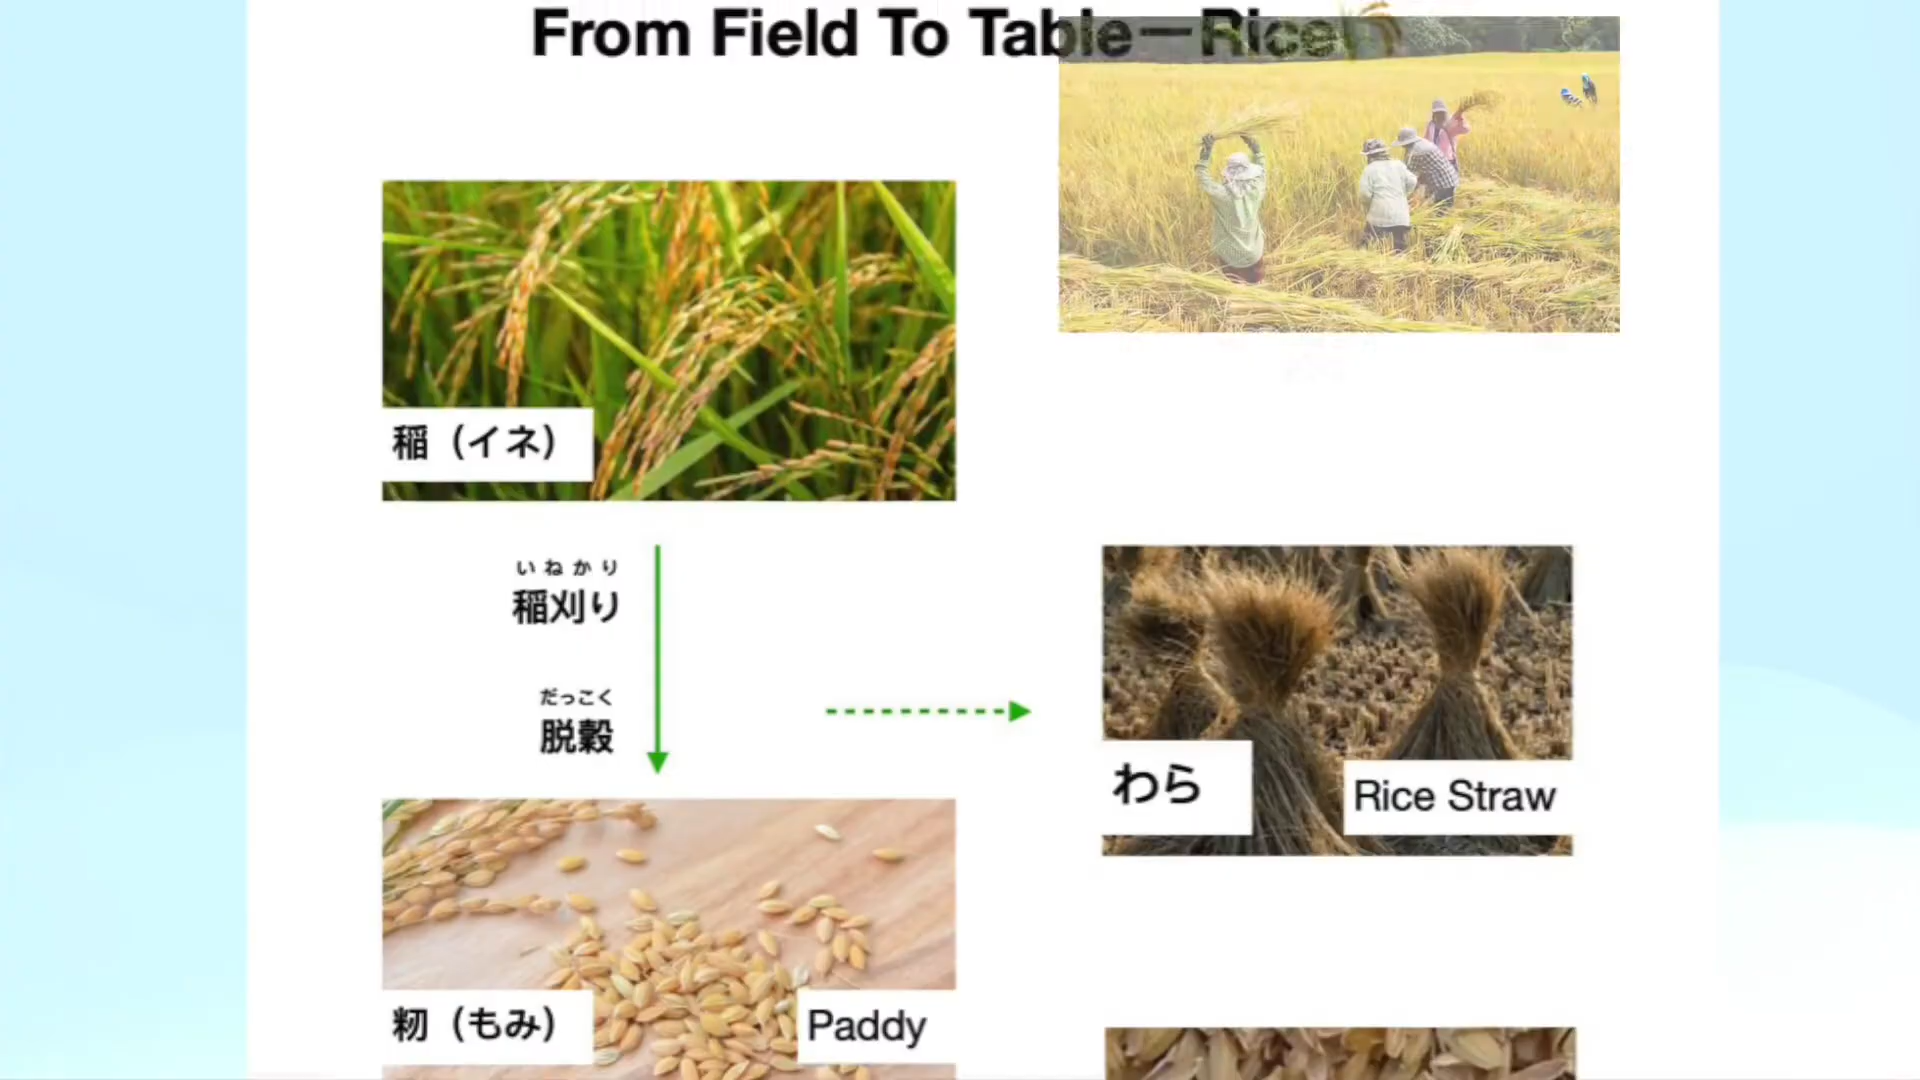 From Field To Table—Rice
稲（イネ）
いねかり
稲刈り
だっこく
脱穀
わら
Rice Straw
籾（もみ）
Paddy